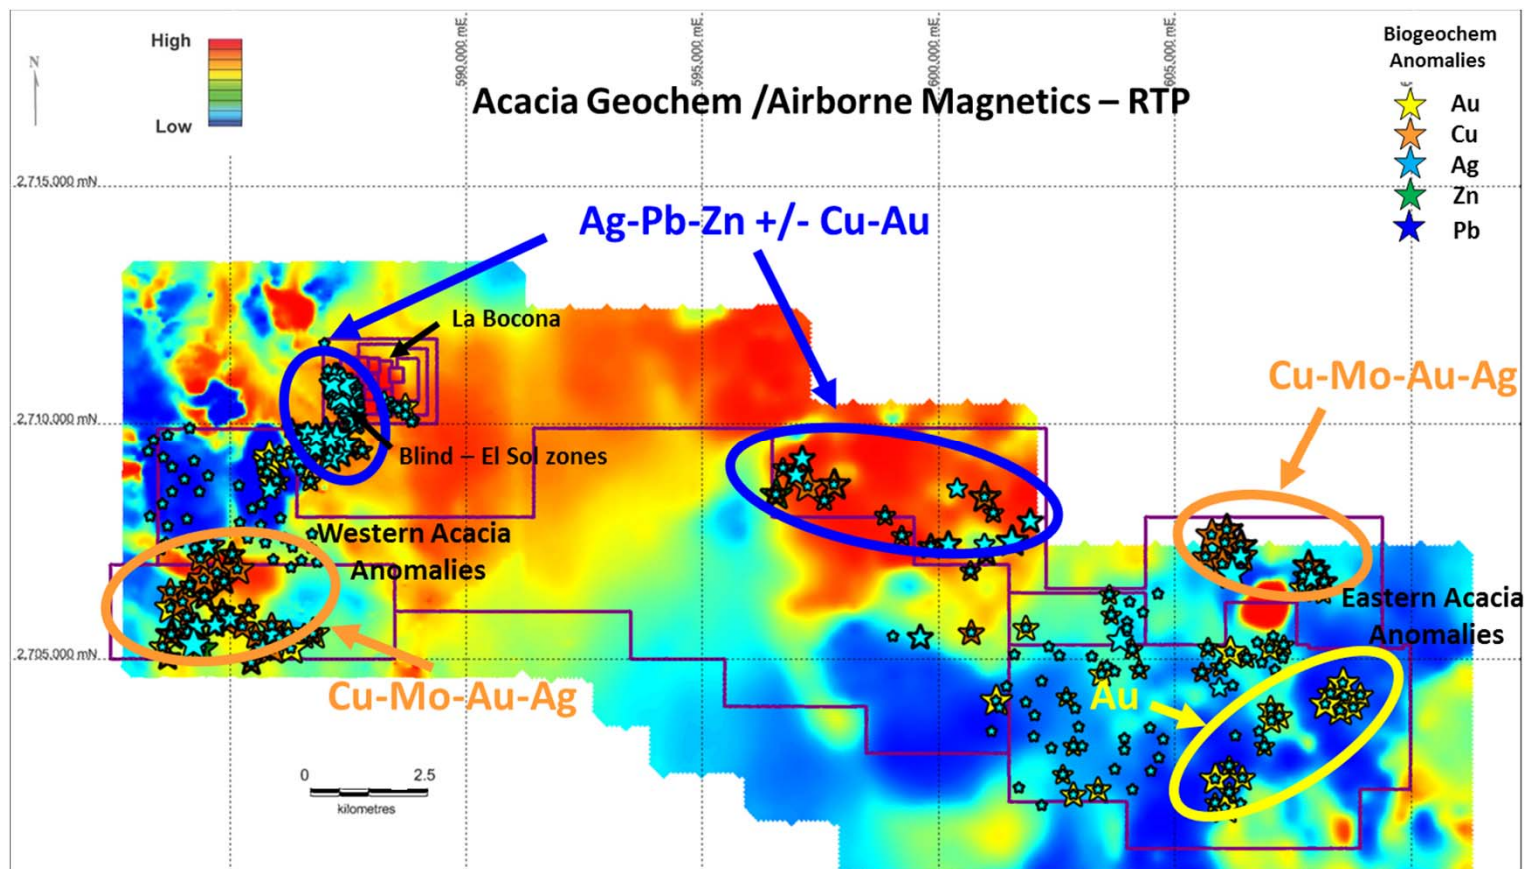 High
Low
N
590.000 mE
595.000 mE
600.000 mE
605.000 mE
Acacia Geochem /Airborne Magnetics – RTP
Biogeochem
Anomalies
Au
Cu
Ag
Zn
Pb
2.715.000 mN
Ag-Pb-Zn +/- Cu-Au
La Bocona
Cu-Mo-Au-Ag
2.710.000 mN
Blind – El Sol zones
Western Acacia
Anomalies
Eastern Acacia
Anomalies
2.705.000 mN
Cu-Mo-Au-Ag
Au
0 2.5
kilometres